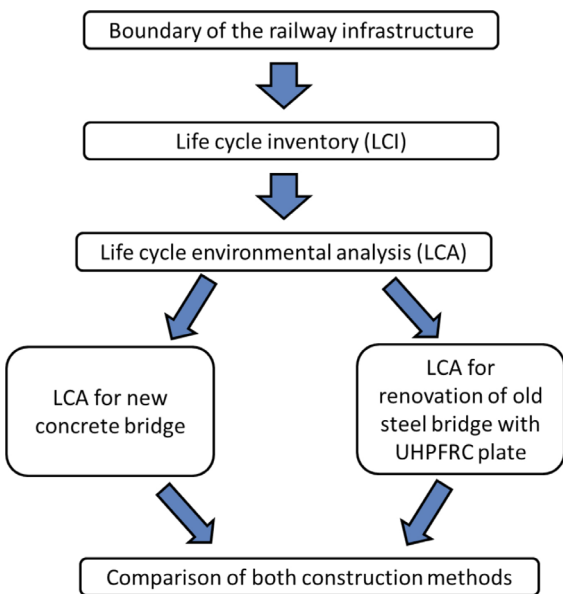 Boundary of the railway infrastructure
Life cycle inventory (LCI)
Life cycle environmental analysis (LCA)
LCA for new
concrete bridge
LCA for
renovation of old
steel bridge with
UHPFRC plate
Comparison of both construction methods